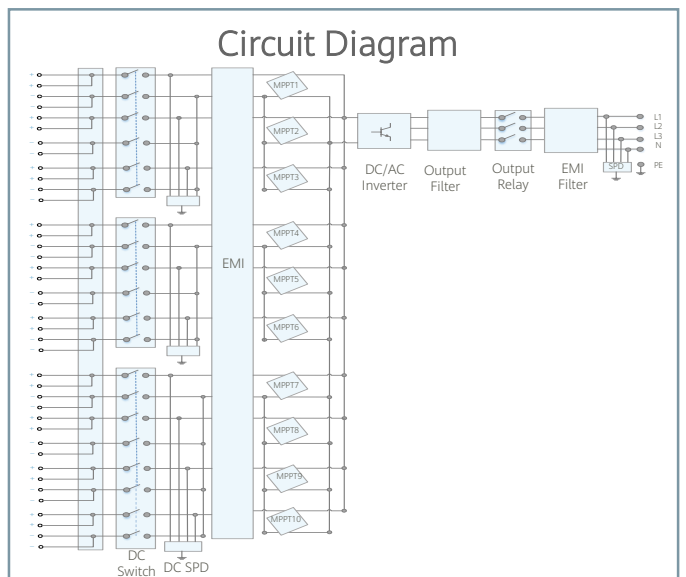 Circuit Diagram
MPPT1
MPPT2
MPPT3
MPPT4
MPPT5
MPPT6
MPPT7
MPPT8
MPPT9
MPPT10
EMI
DC/AC
Inverter
Output
Filter
Output
Relay
EMI
Filter
SPD
L1
L2
L3
N
PE
DC
Switch
DC SPD